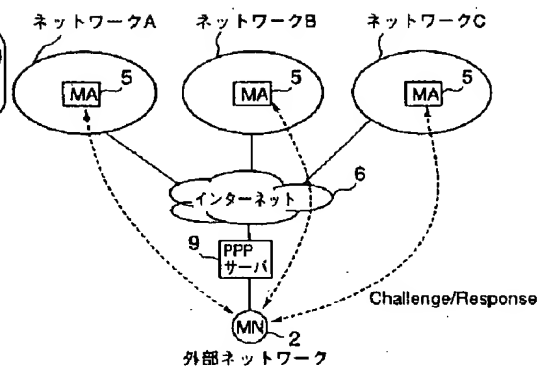 ネットワークA ネットワークB ネットワークC
MA 5 MA 5 MA 5
インターネット 6
9 PPP
サーバ
Challenge/Response
MN 2
外部ネットワーク